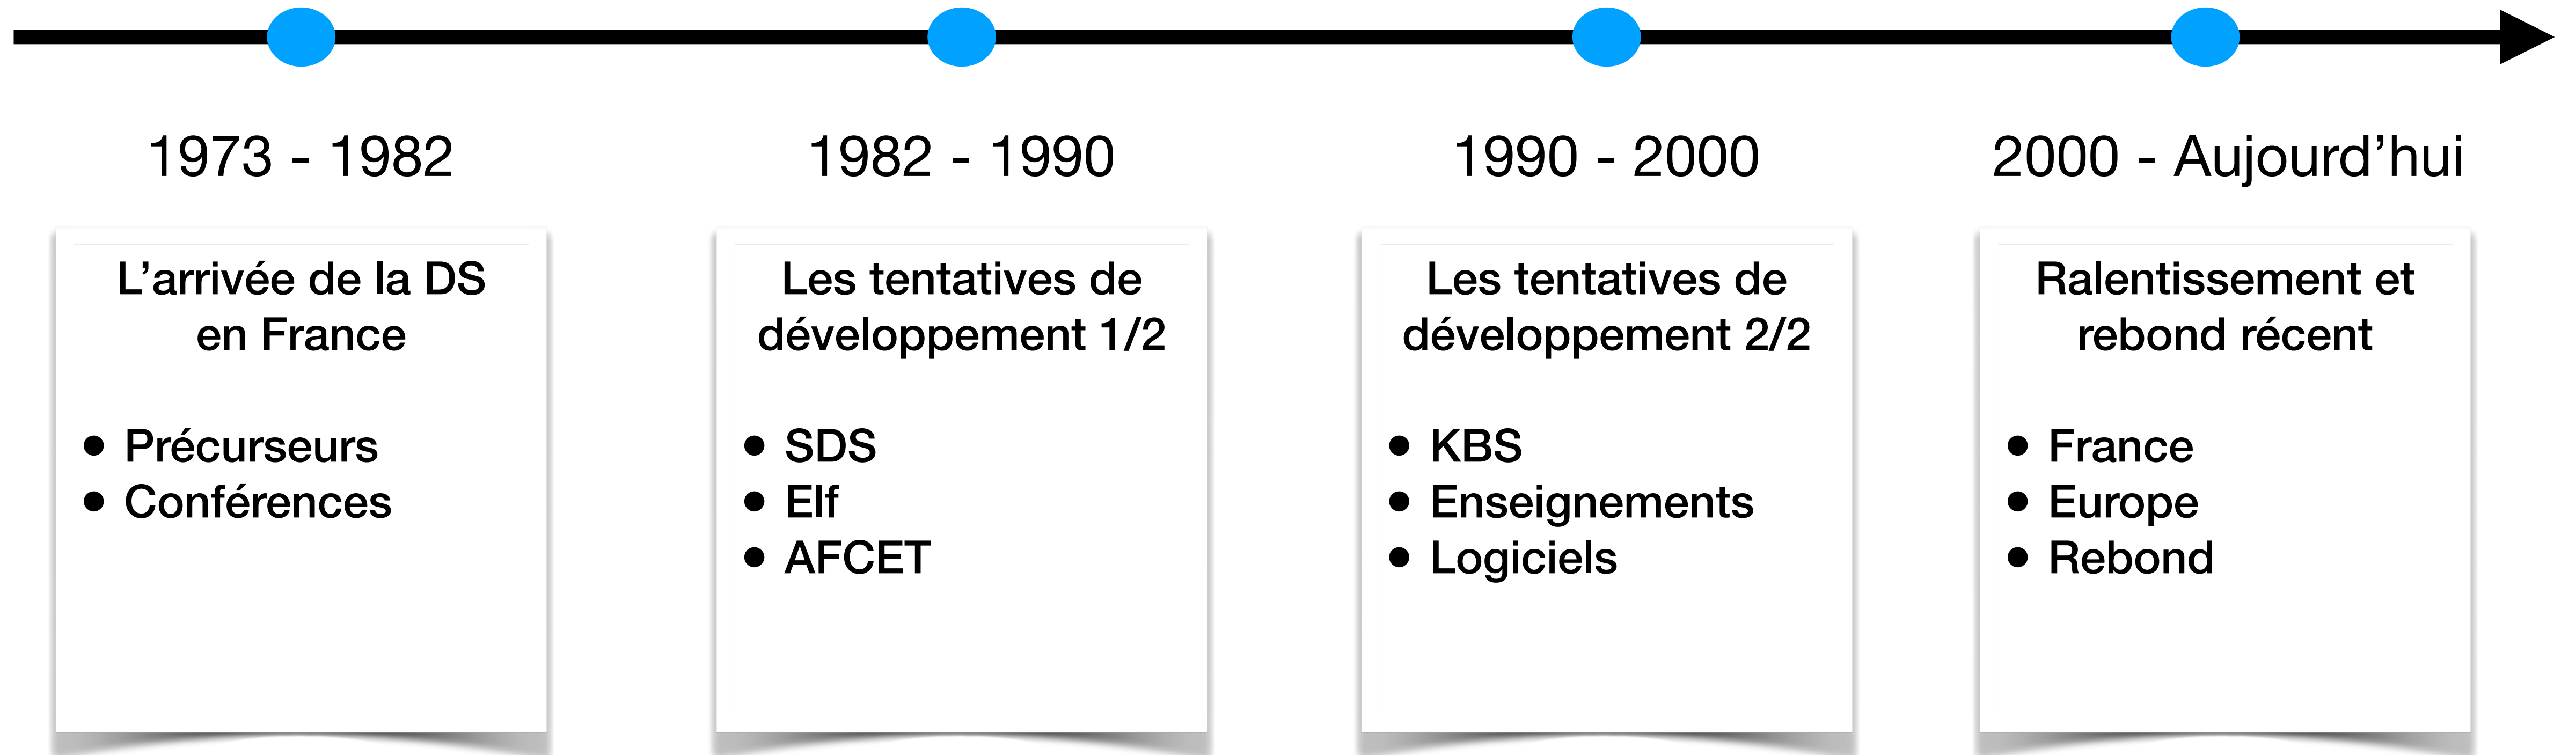 1973 - 1982
1982 - 1990
1990 - 2000
2000 - Aujourd’hui
L’arrivée de la DS
en France
• Précurseurs
• Conférences
Les tentatives de
développement 1/2
• SDS
• Elf
• AFCET
Les tentatives de
développement 2/2
• KBS
• Enseignements
• Logiciels
Ralentissement et
rebond récent
• France
• Europe
• Rebond